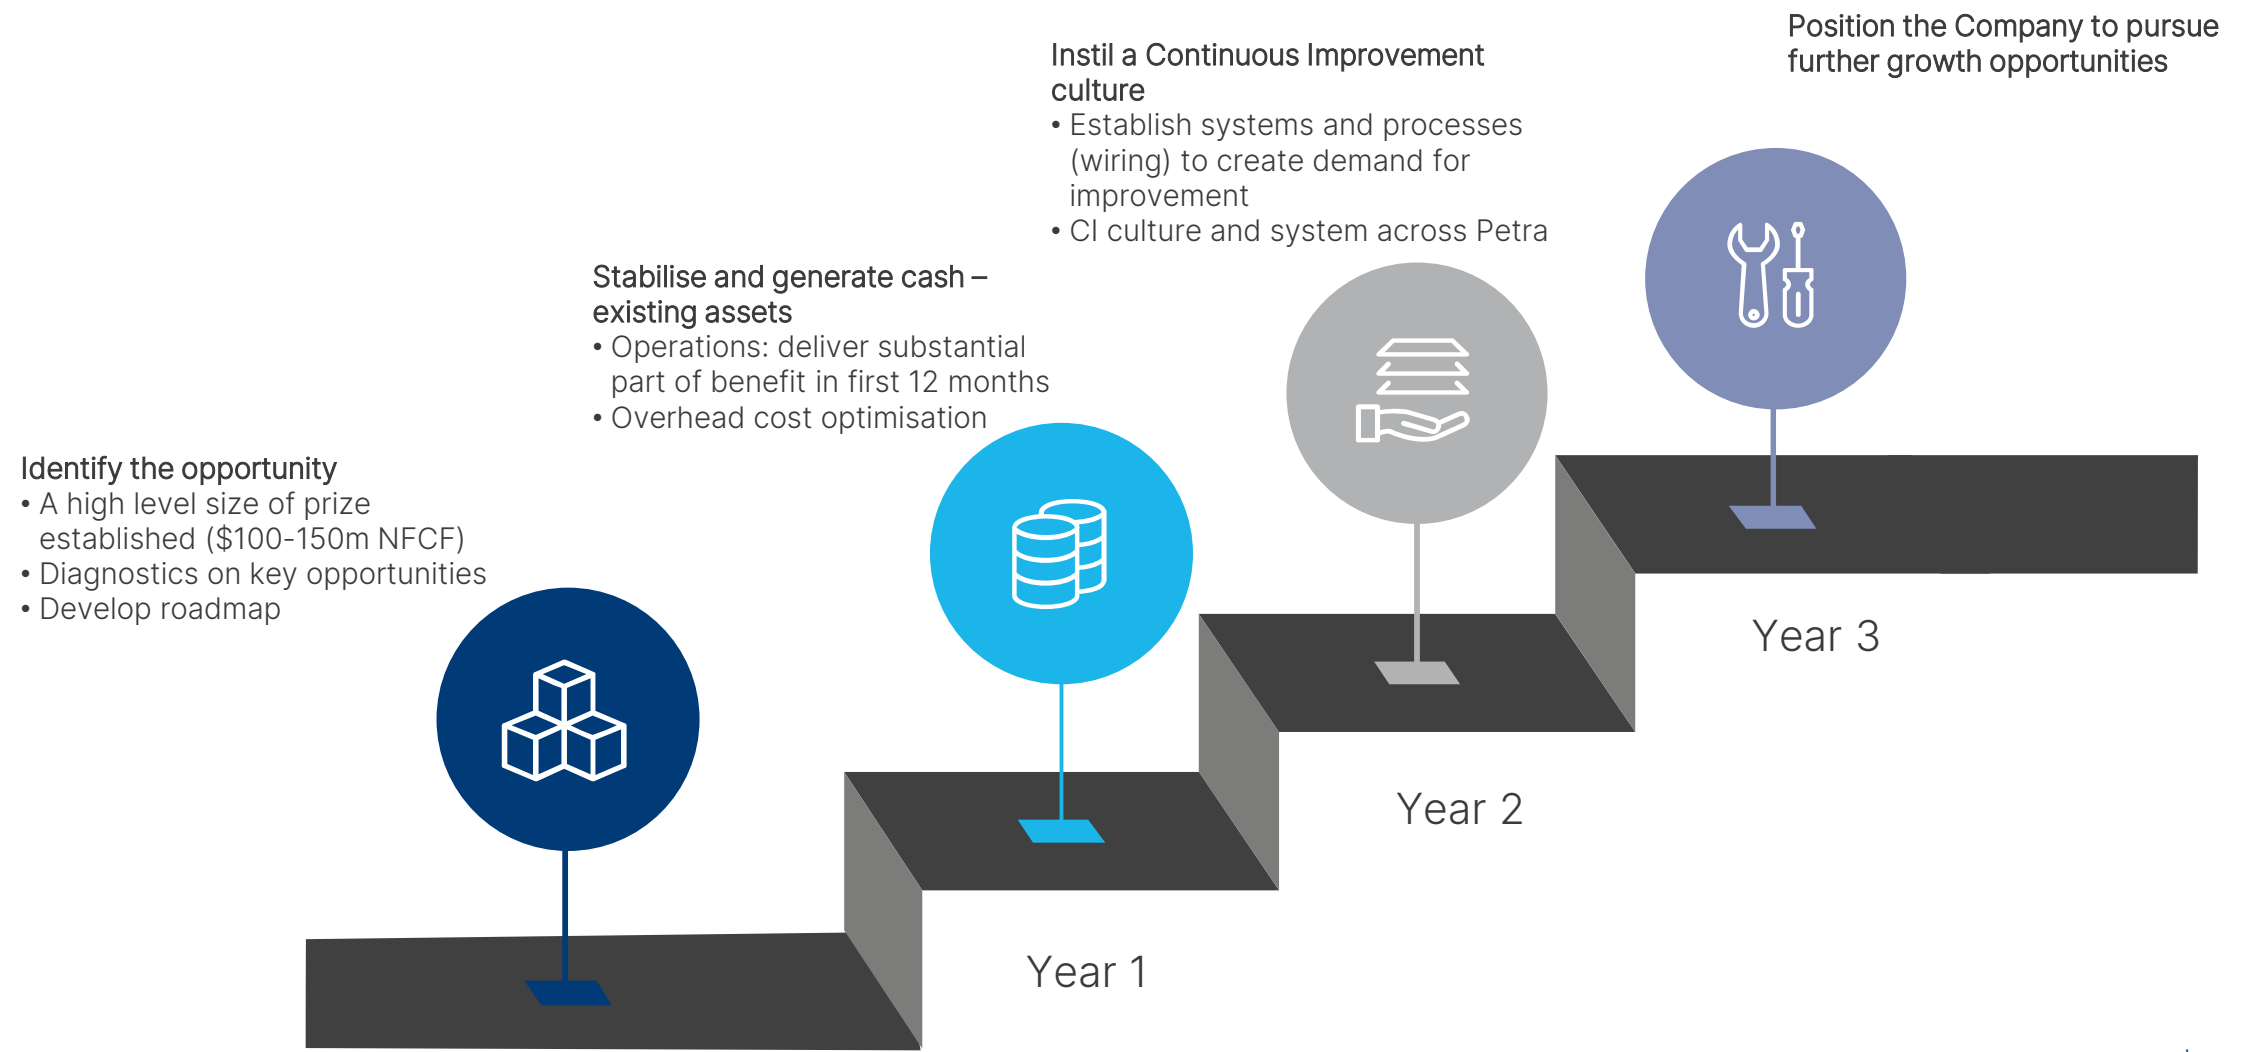 Identify the opportunity
• A high level size of prize
established ($100-150m NFCF)
• Diagnostics on key opportunities
• Develop roadmap
Stabilise and generate cash –
existing assets
• Operations: deliver substantial
part of benefit in first 12 months
• Overhead cost optimisation
Year 1
Instil a Continuous Improvement
culture
• Establish systems and processes
(wiring) to create demand for
improvement
• CI culture and system across Petra
Year 2
Position the Company to pursue
further growth opportunities
Year 3